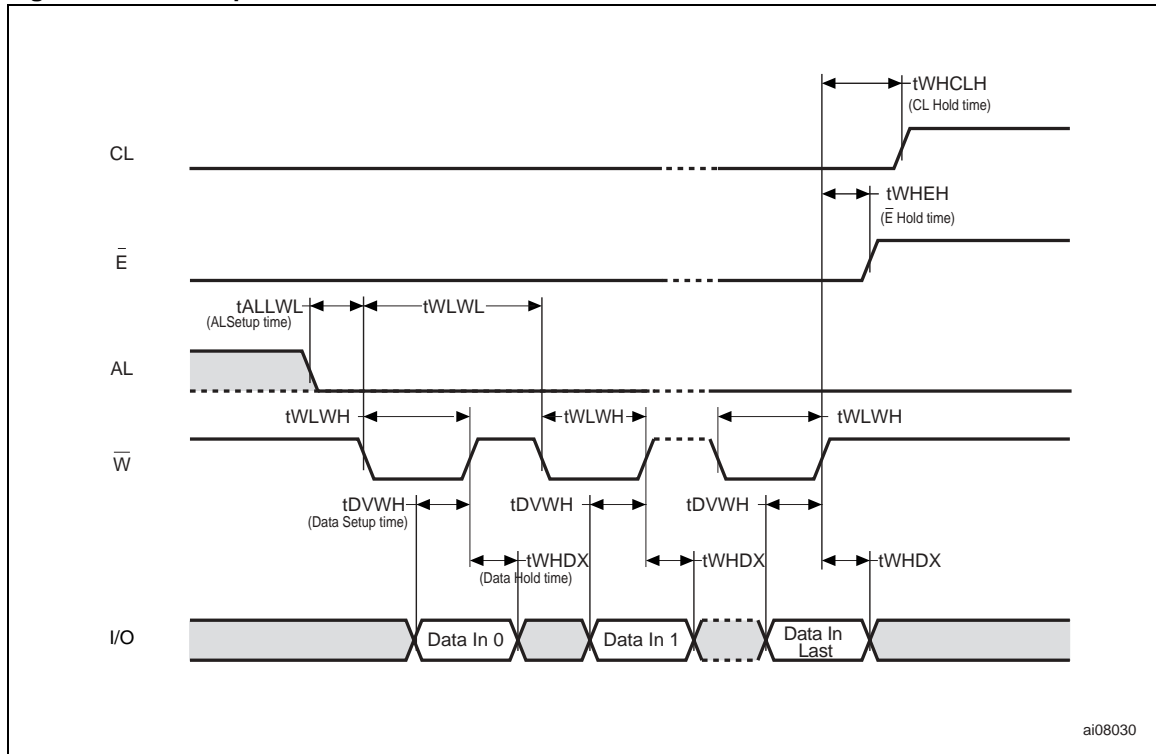 tWHCLH
(CL Hold time)
CL
tWHEH
(E̅ Hold time)
E̅
tALLWL
(ALSetup time)
tWLWL
AL
tWLWH
tWLWH
tWLWH
W̅
tDVWH
(Data Setup time)
tDVWH
tDVWH
tWHDX
(Data Hold time)
tWHDX
tWHDX
I/O
Data In 0
Data In 1
Data In
Last
ai08030